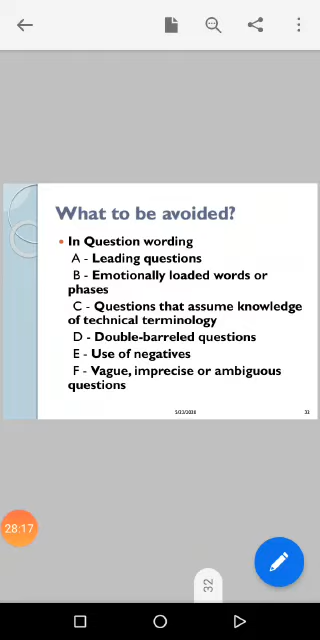 What to be avoided?
• In Question wording
A - Leading questions
B - Emotionally loaded words or
phases
C - Questions that assume knowledge
of technical terminology
D - Double-barreled questions
E - Use of negatives
F - Vague, imprecise or ambiguous
questions
28:17
32